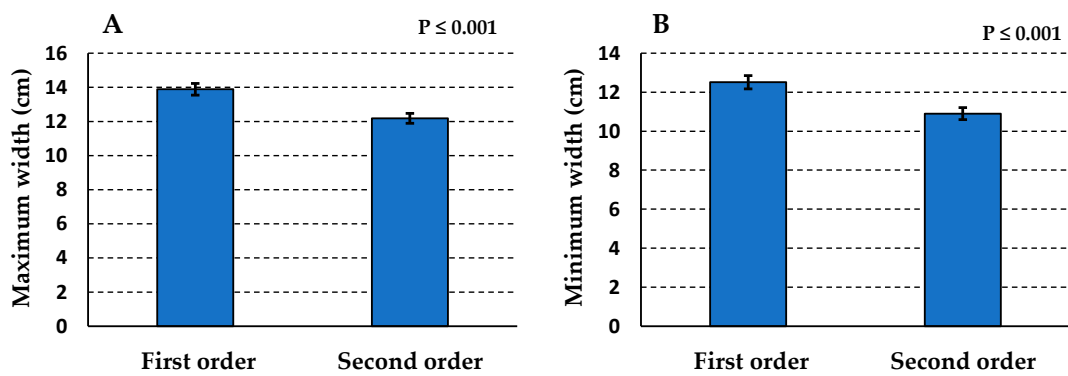 A
P ≤ 0.001
Maximum width (cm)
16
14
12
10
8
6
4
2
0
First order Second order
B
P ≤ 0.001
Minimum width (cm)
14
12
10
8
6
4
2
0
First order Second order